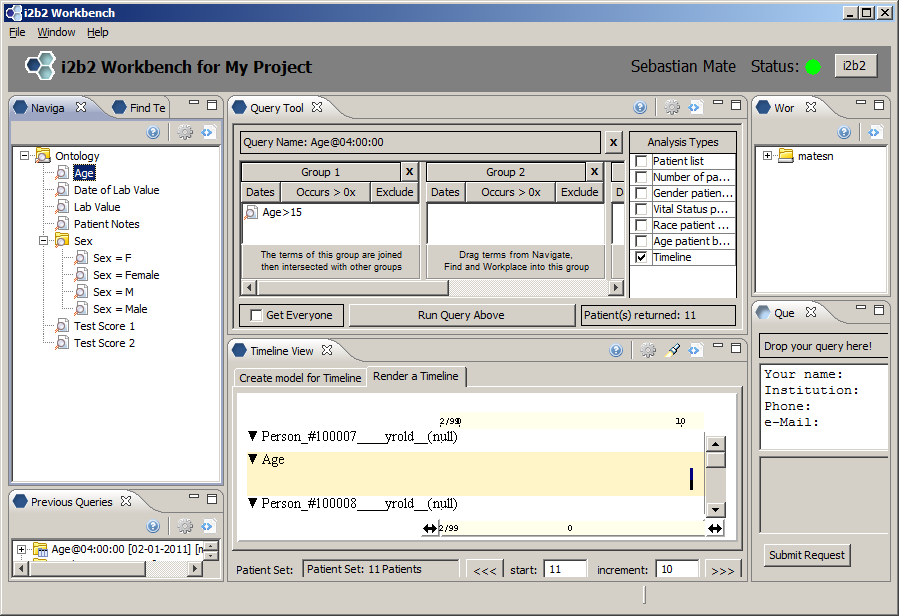 i2b2 Workbench
File Window Help
i2b2 Workbench for My Project
Sebastian Mate Status: i2b2
Naviga
Find Te
Ontology
Age
Date of Lab Value
Lab Value
Patient Notes
Sex
Sex = F
Sex = Female
Sex = M
Sex = Male
Test Score 1
Test Score 2
Previous Queries
Age@04:00:00 [02-01-2011] [m
Query Tool
Query Name: Age@04:00:00
X
Group 1 X
Dates Occurs > 0x Exclude
Age>15
The terms of this group are joined
then intersected with other groups
Group 2 X
Dates Occurs > 0x Exclude
Drag terms from Navigate,
Find and Workplace into this group
D
Analysis Types
Patient list
Number of pa...
Gender patien...
Vital Status p...
Race patient ...
Age patient b...
Timeline
Get Everyone
Run Query Above
Patient(s) returned: 11
Timeline View
Create model for Timeline
Render a Timeline
10
Person_#100007____yrold__(null)
Age
Person_#100008____yrold__(null)
2/99 0
Patient Set: Patient Set: 11 Patients <<< start: 11 increment: 10 >>>
Wor
matesn
Que
Drop your query here!
Your name:
Institution:
Phone:
e-Mail:
Submit Request